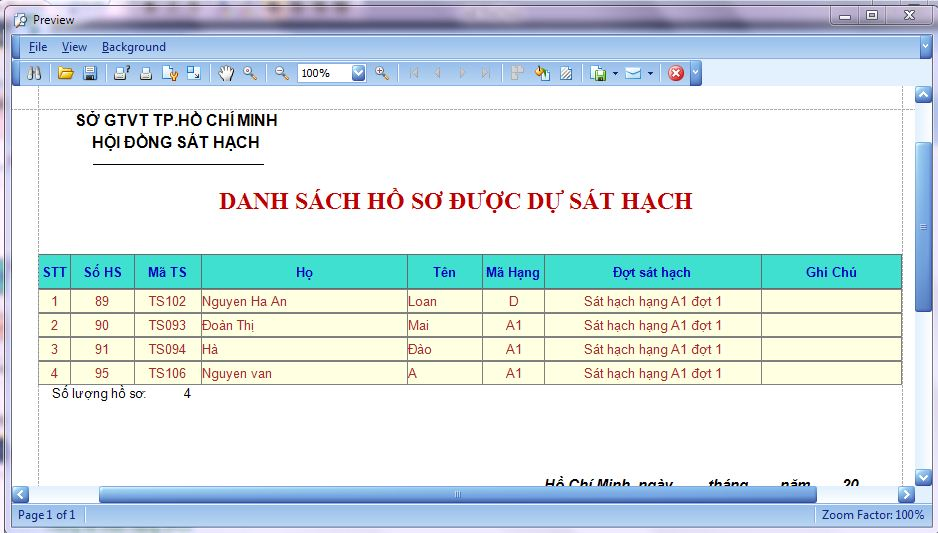 Preview
File View Background
100%
SỞ GTVT TP.HỒ CHÍ MINH
HỘI ĐỒNG SÁT HẠCH
DANH SÁCH HỒ SƠ ĐƯỢC DỰ SÁT HẠCH
STT Số HS Mã TS Họ Tên Mã Hạng Đợt sát hạch Ghi Chú
1 89 TS102 Nguyen Ha An Loan D Sát hạch hạng A1 đợt 1
2 90 TS093 Đoàn Thị Mai A1 Sát hạch hạng A1 đợt 1
3 91 TS094 Hà Đào A1 Sát hạch hạng A1 đợt 1
4 95 TS106 Nguyen van A A1 Sát hạch hạng A1 đợt 1
Số lượng hồ sơ: 4
Hồ Chí Minh, ngày tháng năm 20
Page 1 of 1 Zoom Factor: 100%